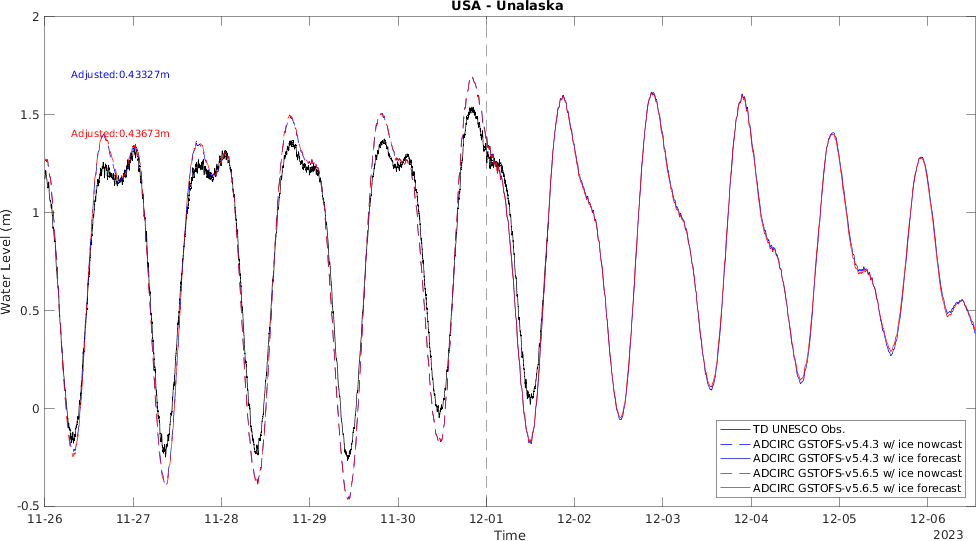 USA - Unalaska
2
Adjusted:0.43327m
1.5
Adjusted:0.43673m
1
Water Level (m)
0.5
0
TD UNESCO Obs.
ADCIRC GSTOFS-v5.4.3 w/ ice nowcast
ADCIRC GSTOFS-v5.4.3 w/ ice forecast
ADCIRC GSTOFS-v5.6.5 w/ ice nowcast
ADCIRC GSTOFS-v5.6.5 w/ ice forecast
-0.5
11-26 11-27 11-28 11-29 11-30 12-01 12-02 12-03 12-04 12-05 12-06
Time
2023